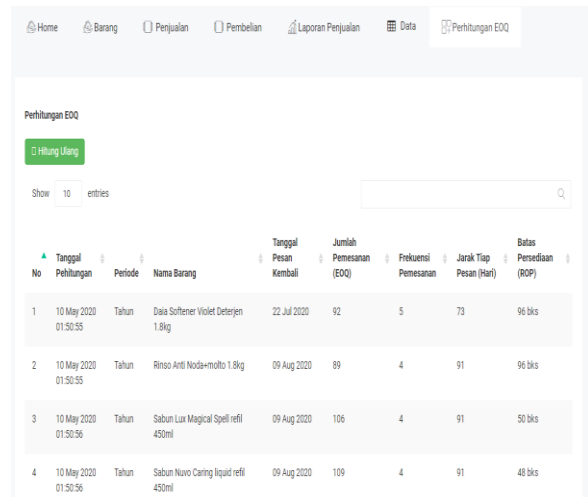 Home Barang Penjualan Pembelian Laporan Penjualan Data Perhitungan EOQ
Perhitungan EOQ
Hitung Ulang
Show 10 entries
No Tanggal Pehitungan Periode Nama Barang Tanggal Pesan Kembali Jumlah Pemesanan (EOQ) Frekuensi Pemesanan Jarak Tiap Pesan (Hari) Batas Persediaan (ROP)
1 10 May 2020 01:50:55 Tahun Daia Softener Violet Deterjen 1.8kg 22 Jul 2020 92 5 73 96 bks
2 10 May 2020 01:50:55 Tahun Rinso Anti Noda+molto 1.8kg 09 Aug 2020 89 4 91 96 bks
3 10 May 2020 01:50:56 Tahun Sabun Lux Magical Spell refil 450ml 09 Aug 2020 106 4 91 50 bks
4 10 May 2020 01:50:56 Tahun Sabun Nuvo Caring liquid refil 450ml 09 Aug 2020 109 4 91 48 bks